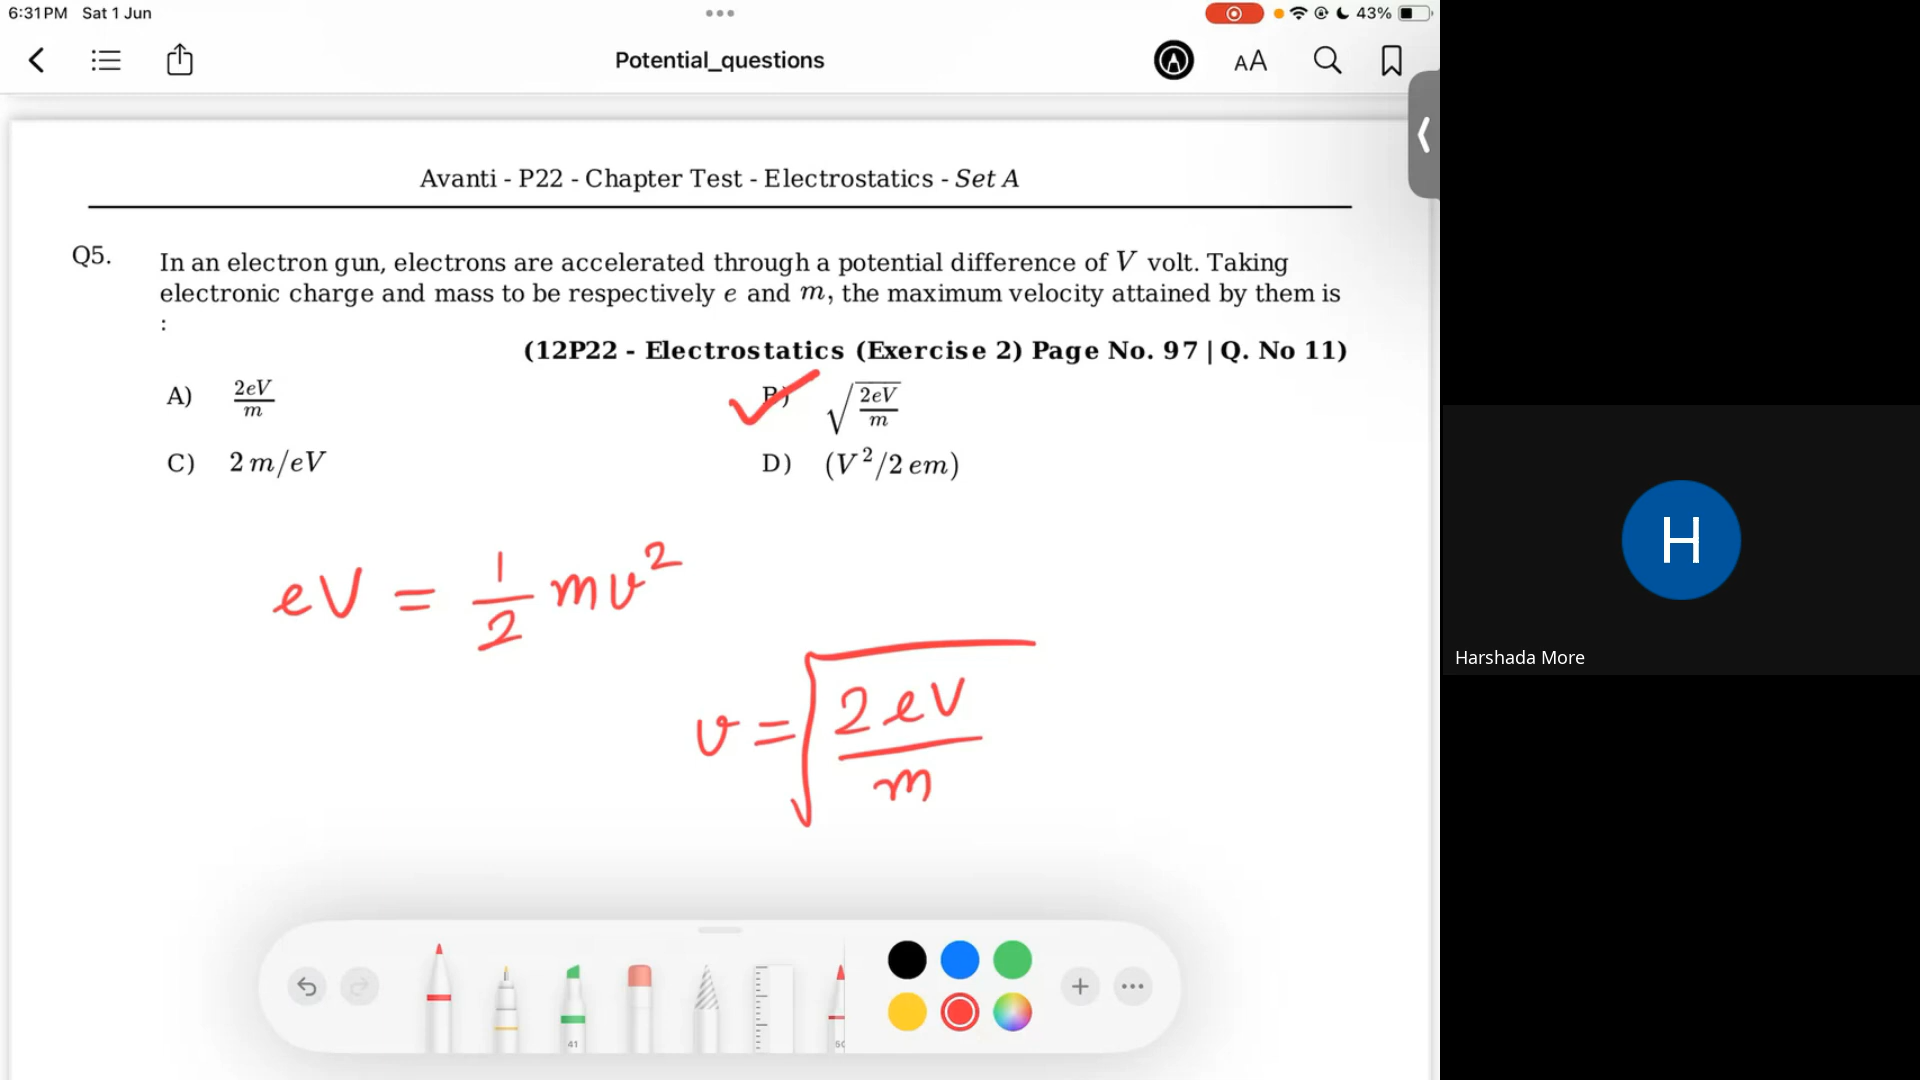 6:31PM Sat 1 Jun
43%
Potential_questions
AA
Avanti - P22 - Chapter Test - Electrostatics - Set A
Q5. In an electron gun, electrons are accelerated through a potential difference of V volt. Taking
electronic charge and mass to be respectively e and m, the maximum velocity attained by them is
:
(12P22 - Electrostatics (Exercise 2) Page No. 97 | Q. No 11)
A) 2eV/m B) √(2eV/m)
C) 2 m/eV D) (V²/2 em)
eV = 1/2 mv²
v = √(2eV/m)
H
Harshada More
41
50